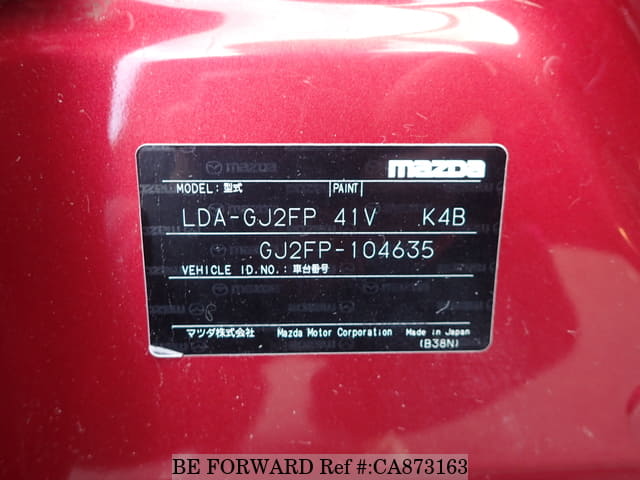 mazda
MODEL: 型式 PAINT
LDA-GJ2FP 41V K4B
GJ2FP-104635
VEHICLE ID.NO.: 車台番号
マツダ株式会社 Mazda Motor Corporation Made in Japan
(B38N)
BE FORWARD Ref #:CA873163